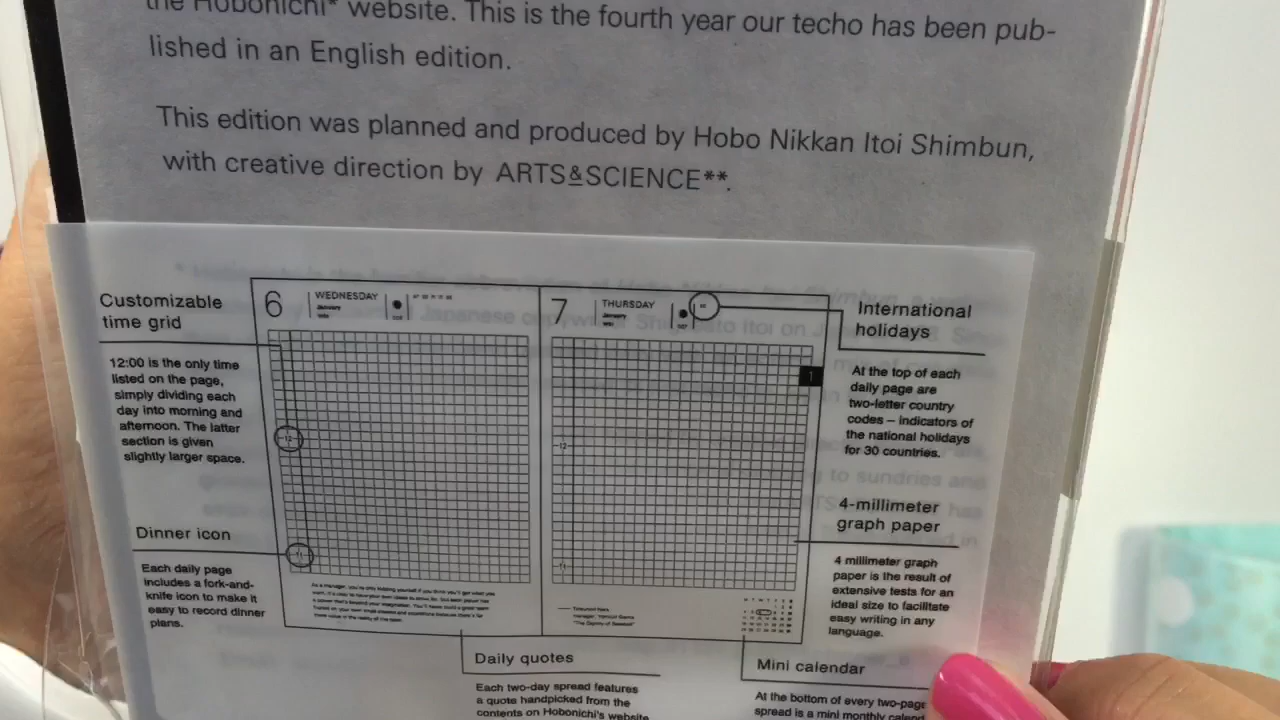 the Hobonichi* website. This is the fourth year our techo has been pub-
lished in an English edition.
This edition was planned and produced by Hobo Nikkan Itoi Shimbun,
with creative direction by ARTS&SCIENCE**.
Customizable
time grid
12:00 is the only time
listed on the page,
simply dividing each
day into morning and
afternoon. The latter
section is given
slightly larger space.
Dinner icon
Each daily page
includes a fork-and-
knife icon to make it
easy to record dinner
plans.
6 WEDNESDAY
January
12
7 THURSDAY
January
1
12
International
holidays
At the top of each
daily page are
two-letter country
codes – indicators of
the national holidays
for 30 countries.
4-millimeter
graph paper
4 millimeter graph
paper is the result of
extensive tests for an
ideal size to facilitate
easy writing in any
language.
Daily quotes
Each two-day spread features
a quote handpicked from the
contents on Hobonichi's website
Mini calendar
At the bottom of every two-page
spread is a mini monthly calend